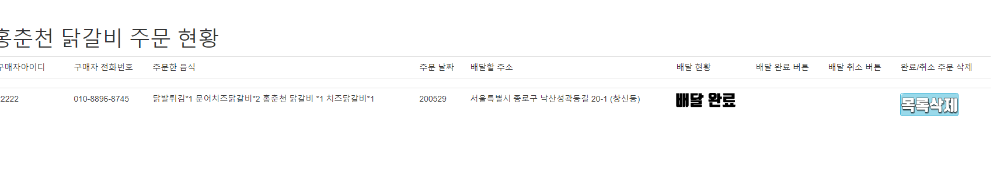 홍춘천 닭갈비 주문 현황
구매자아이디 구매자 전화번호 주문한 음식 주문 날짜 배달할 주소 배달 현황 배달 완료 버튼 배달 취소 버튼 완료/취소 주문 삭제
2222 010-8896-8745 닭발튀김*1 문어치즈닭갈비*2 홍춘천 닭갈비 *1 치즈닭갈비*1 200529 서울특별시 종로구 낙산성곽동길 20-1 (창신동) 배달 완료 목록삭제